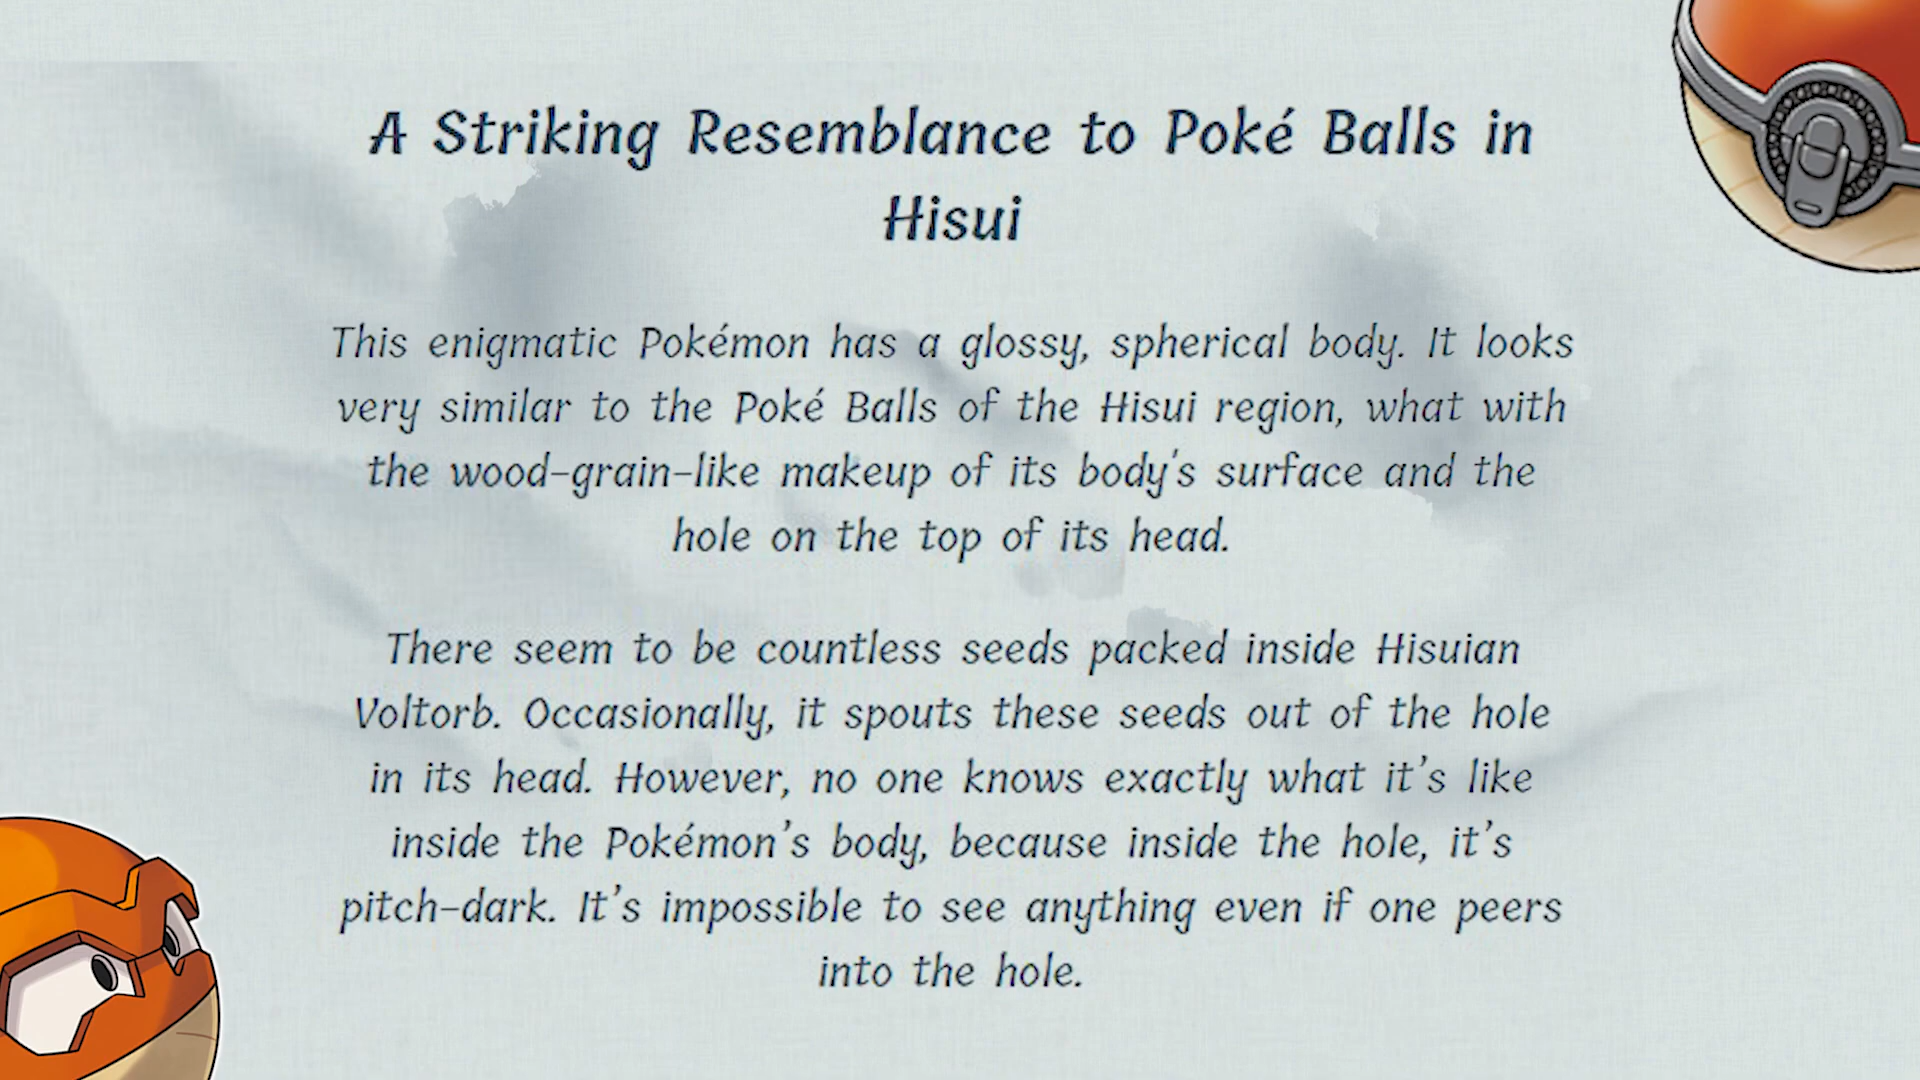 A Striking Resemblance to Poké Balls in
Hisui
This enigmatic Pokémon has a glossy, spherical body. It looks
very similar to the Poké Balls of the Hisui region, what with
the wood-grain-like makeup of its body's surface and the
hole on the top of its head.
There seem to be countless seeds packed inside Hisuian
Voltorb. Occasionally, it spouts these seeds out of the hole
in its head. However, no one knows exactly what it’s like
inside the Pokémon’s body, because inside the hole, it’s
pitch-dark. It’s impossible to see anything even if one peers
into the hole.